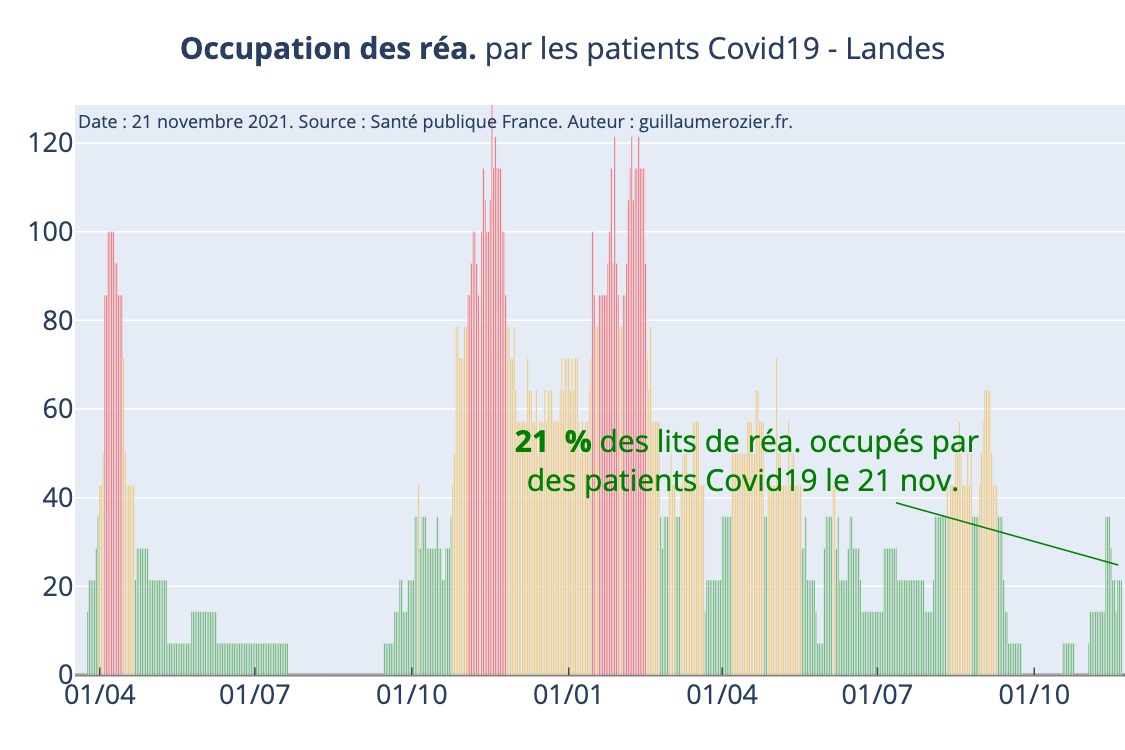 Occupation des réa. par les patients Covid19 - Landes
Date : 21 novembre 2021. Source : Santé publique France. Auteur : guillaumerozier.fr.
120
100
80
60
40
20
0
21 % des lits de réa. occupés par
des patients Covid19 le 21 nov.
01/04 01/07 01/10 01/01 01/04 01/07 01/10